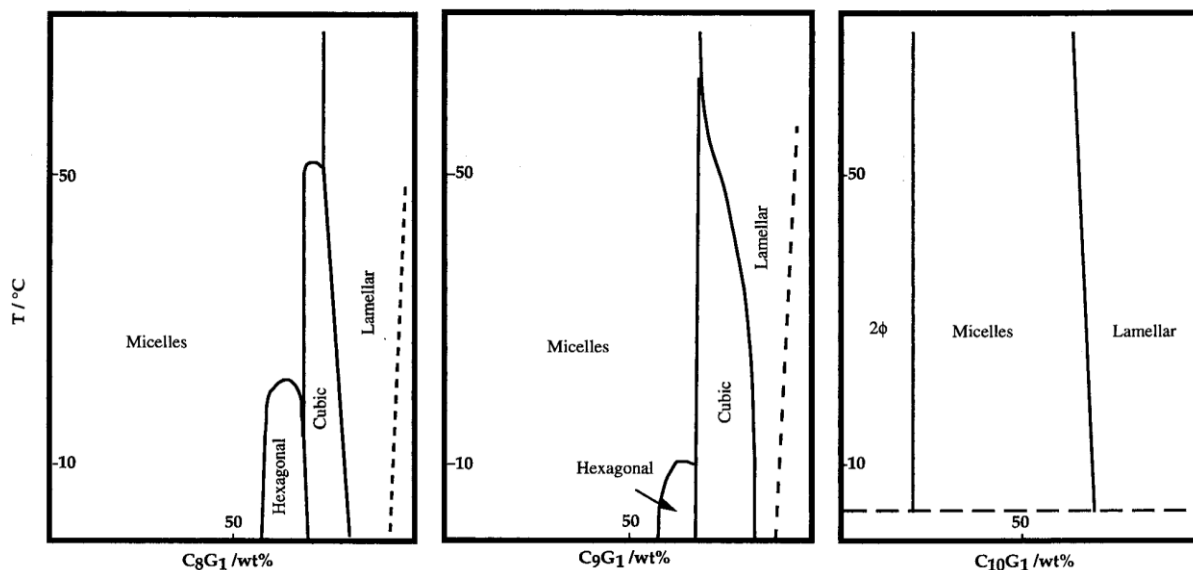 T / °C
50
10
50
Micelles
Hexagonal
Cubic
Lamellar
C8G1 /wt%
50
10
50
Micelles
Hexagonal
Cubic
Lamellar
C9G1 /wt%
50
10
50
2ϕ
Micelles
Lamellar
C10G1 /wt%